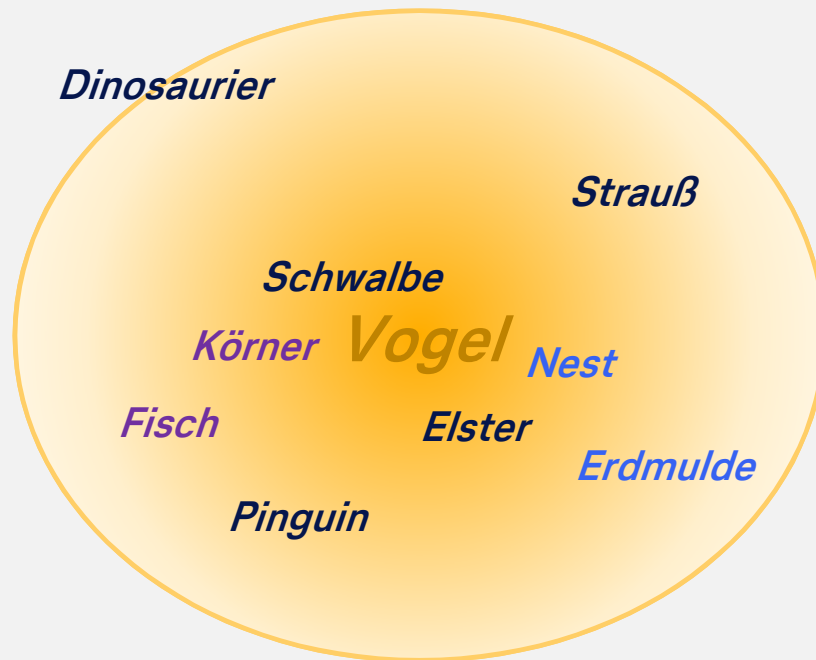 Dinosaurier
Strauß
Schwalbe
Körner
Vogel
Nest
Fisch
Elster
Erdmulde
Pinguin